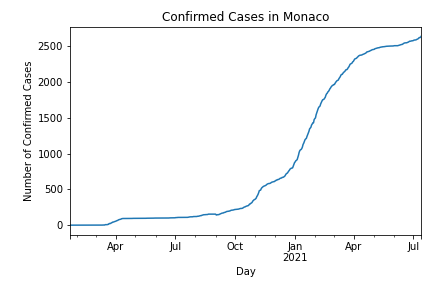 Confirmed Cases in Monaco
Number of Confirmed Cases
2500
2000
1500
1000
500
0
Apr Jul Oct Jan Apr Jul
2021
Day